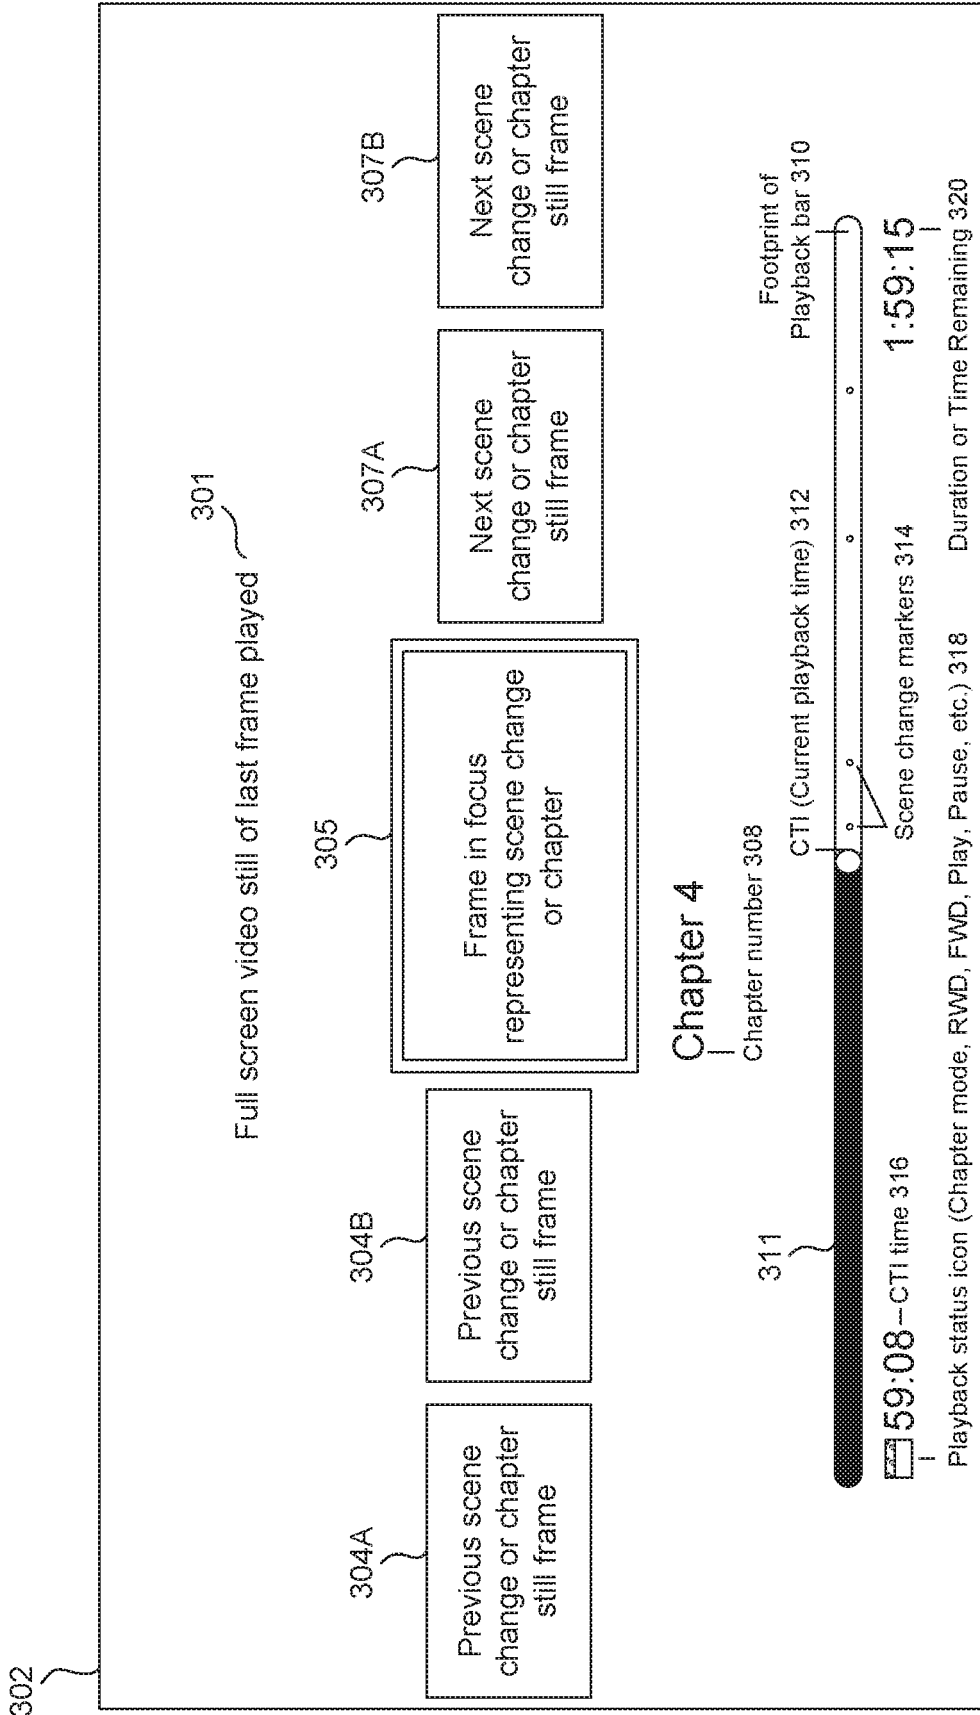 302
Full screen video still of last frame played
301
304A
304B
305
307A
307B
Previous scene
change or chapter
still frame
Previous scene
change or chapter
still frame
Frame in focus
representing scene change
or chapter
Next scene
change or chapter
still frame
Next scene
change or chapter
still frame
Chapter 4
Chapter number 308
311
CTI (Current playback time) 312
Footprint of
Playback bar 310
59:08
CTI time 316
Scene change markers 314
1:59:15
Playback status icon (Chapter mode, RWD, FWD, Play, Pause, etc.) 318
Duration or Time Remaining 320